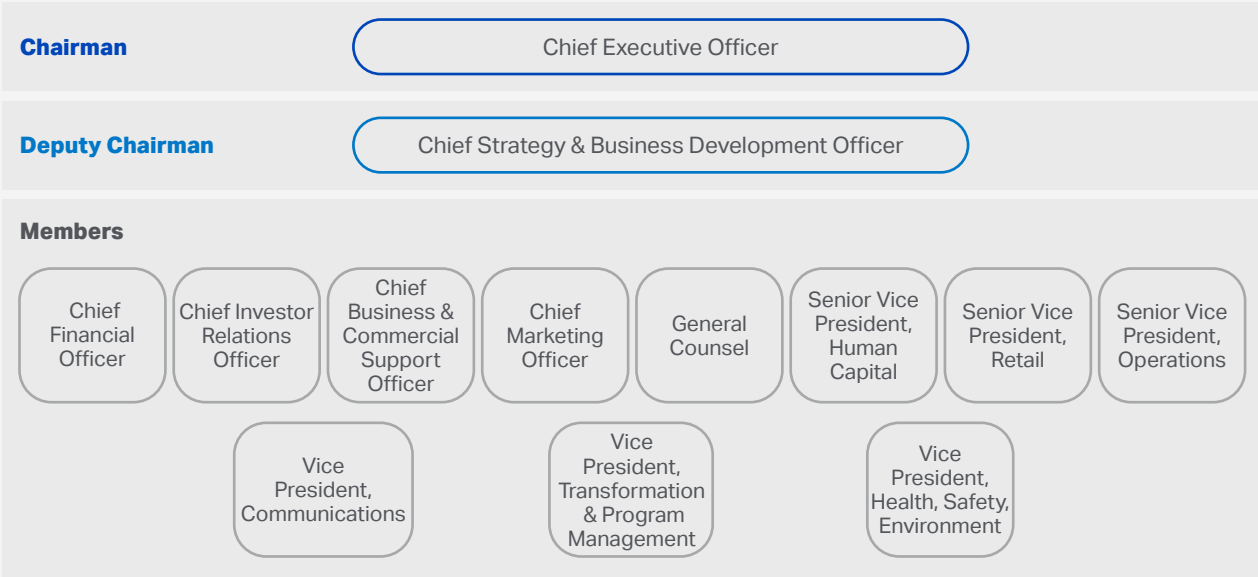 Chairman
Chief Executive Officer
Deputy Chairman
Chief Strategy & Business Development Officer
Members
Chief
Financial
Officer
Chief Investor
Relations
Officer
Chief
Business &
Commercial
Support
Officer
Chief
Marketing
Officer
General
Counsel
Senior Vice
President,
Human
Capital
Senior Vice
President,
Retail
Senior Vice
President,
Operations
Vice
President,
Communications
Vice
President,
Transformation
& Program
Management
Vice
President,
Health, Safety,
Environment